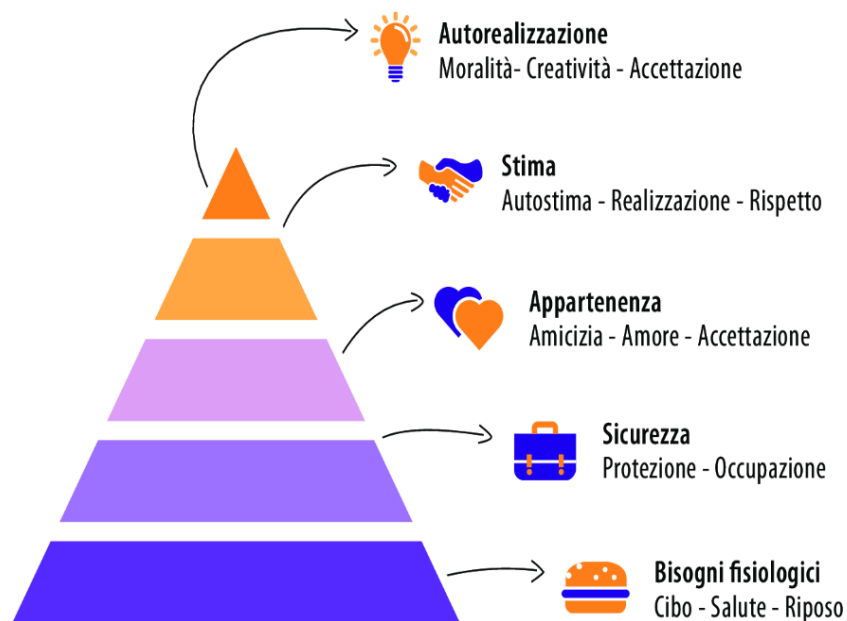 Autorealizzazione
Moralità- Creatività - Accettazione
Stima
Autostima - Realizzazione - Rispetto
Appartenenza
Amicizia - Amore - Accettazione
Sicurezza
Protezione - Occupazione
Bisogni fisiologici
Cibo - Salute - Riposo